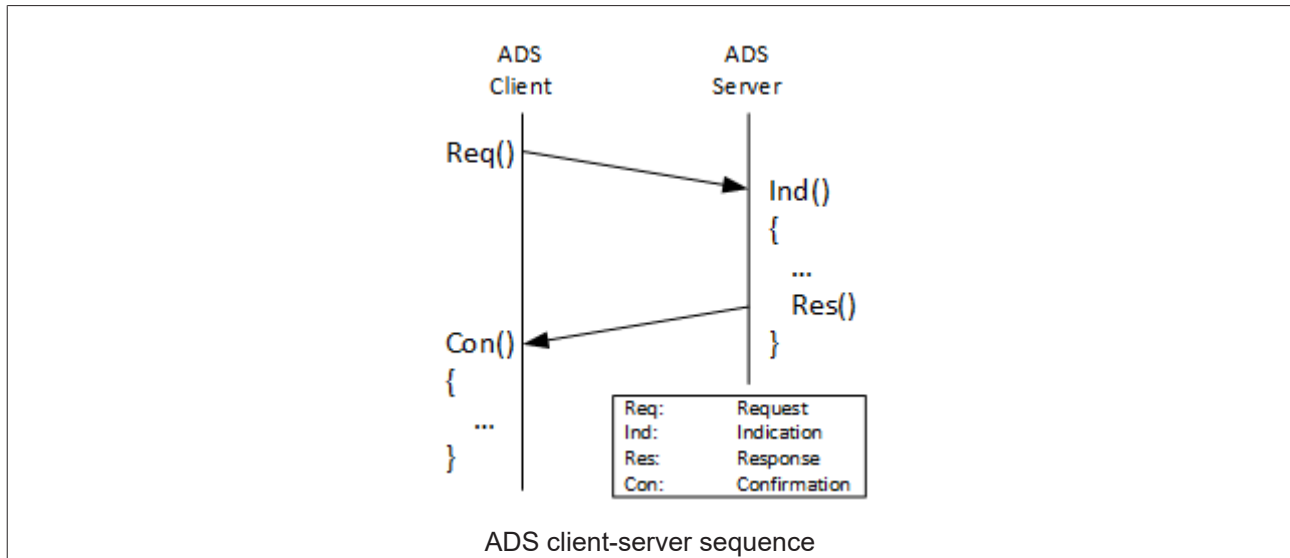 ADS
Client
ADS
Server
Req()
Ind()
{
...
Res()
}
Con()
{
...
}
Req: Request
Ind: Indication
Res: Response
Con: Confirmation
ADS client-server sequence